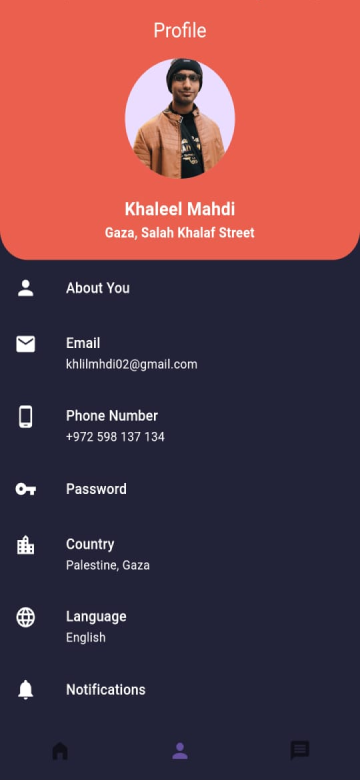 Profile
Khaleel Mahdi
Gaza, Salah Khalaf Street
About You
Email
khlilmhdi02@gmail.com
Phone Number
+972 598 137 134
Password
Country
Palestine, Gaza
Language
English
Notifications